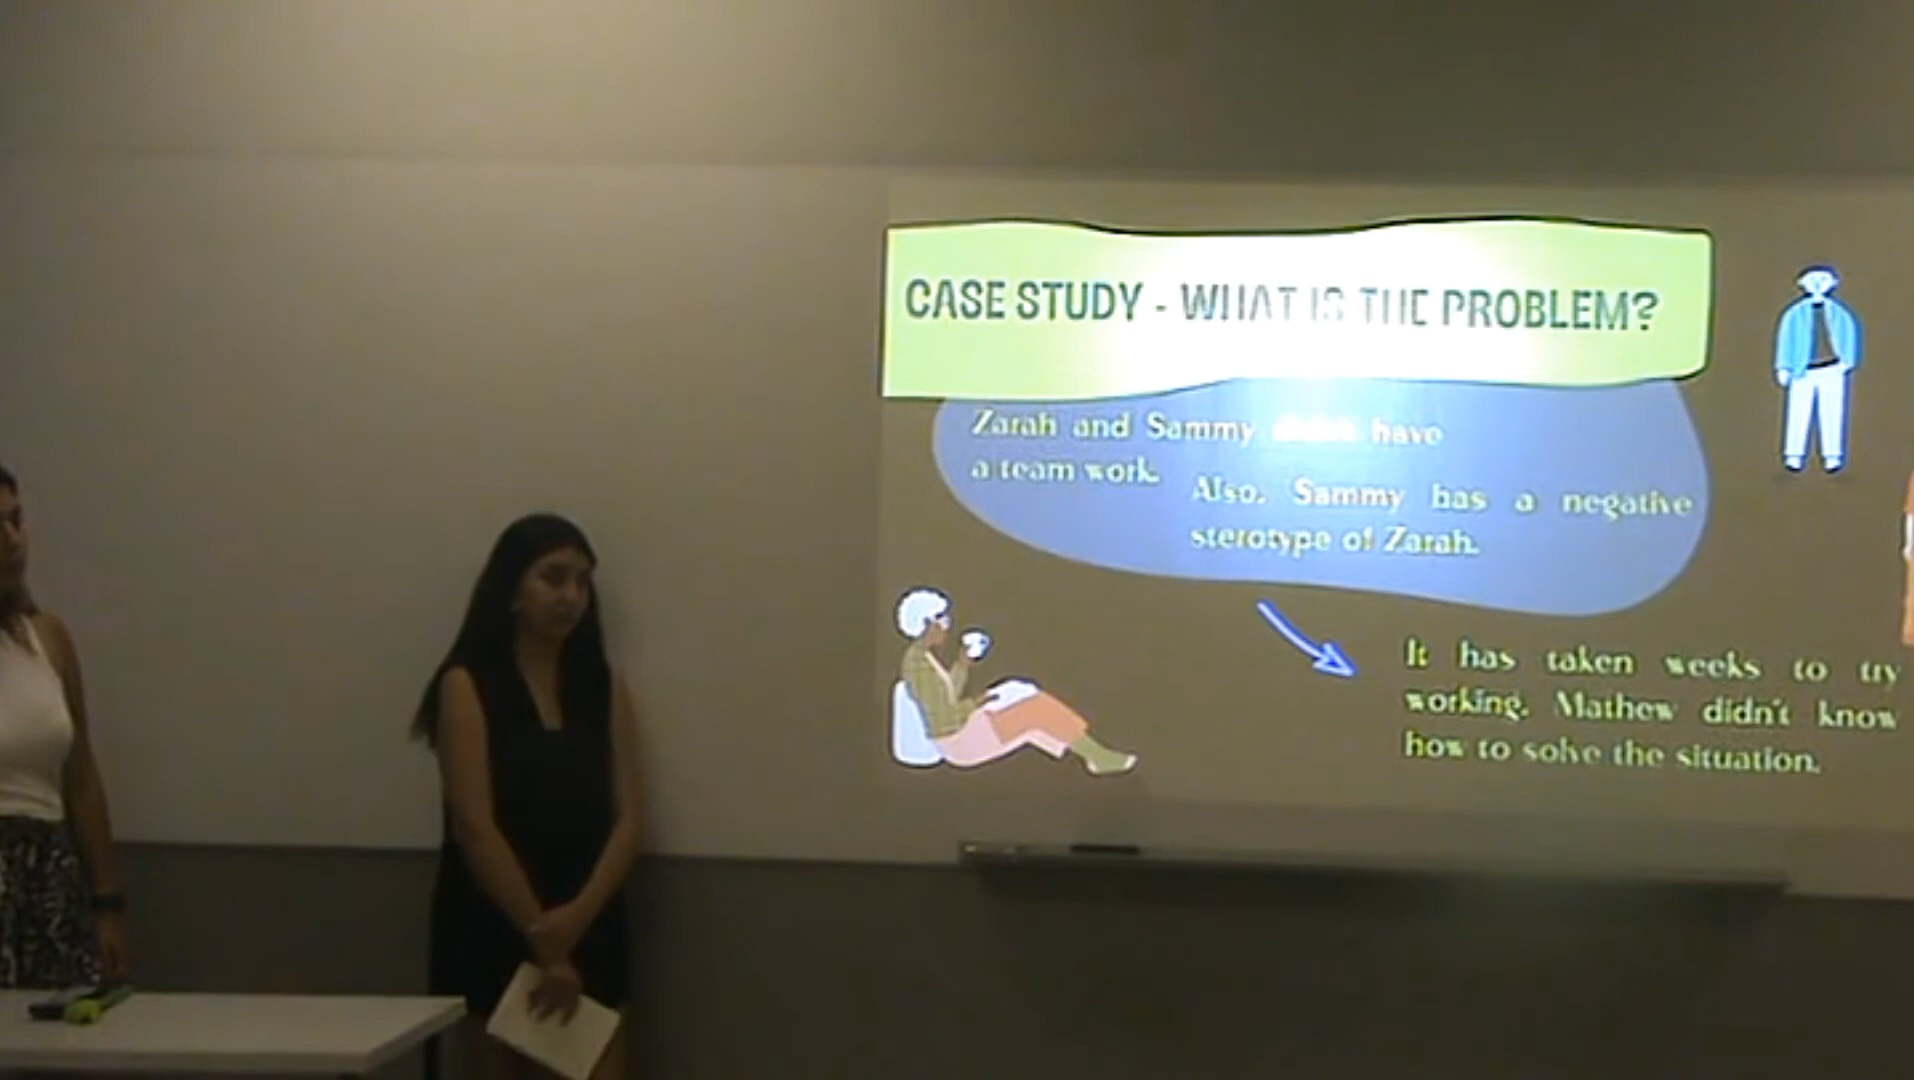 CASE STUDY - WHAT IS THE PROBLEM?
Zarah and Sammy have
a team work.
Also, Sammy has a negative
sterotype of Zarah.
It has taken weeks to try
working. Mathew didn't know
how to solve the situation.